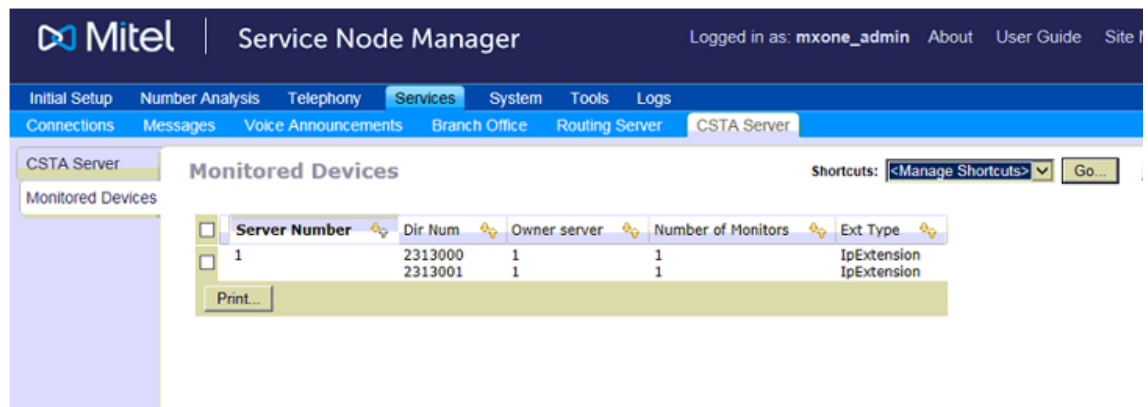 Mitel | Service Node Manager Logged in as: mxone_admin About User Guide Site
Initial Setup Number Analysis Telephony Services System Tools Logs
Connections Messages Voice Announcements Branch Office Routing Server CSTA Server
CSTA Server
Monitored Devices
Monitored Devices Shortcuts: <Manage Shortcuts> Go...
Server Number Dir Num Owner server Number of Monitors Ext Type
1 2313000 1 1 IpExtension
2313001 1 1 IpExtension
Print...